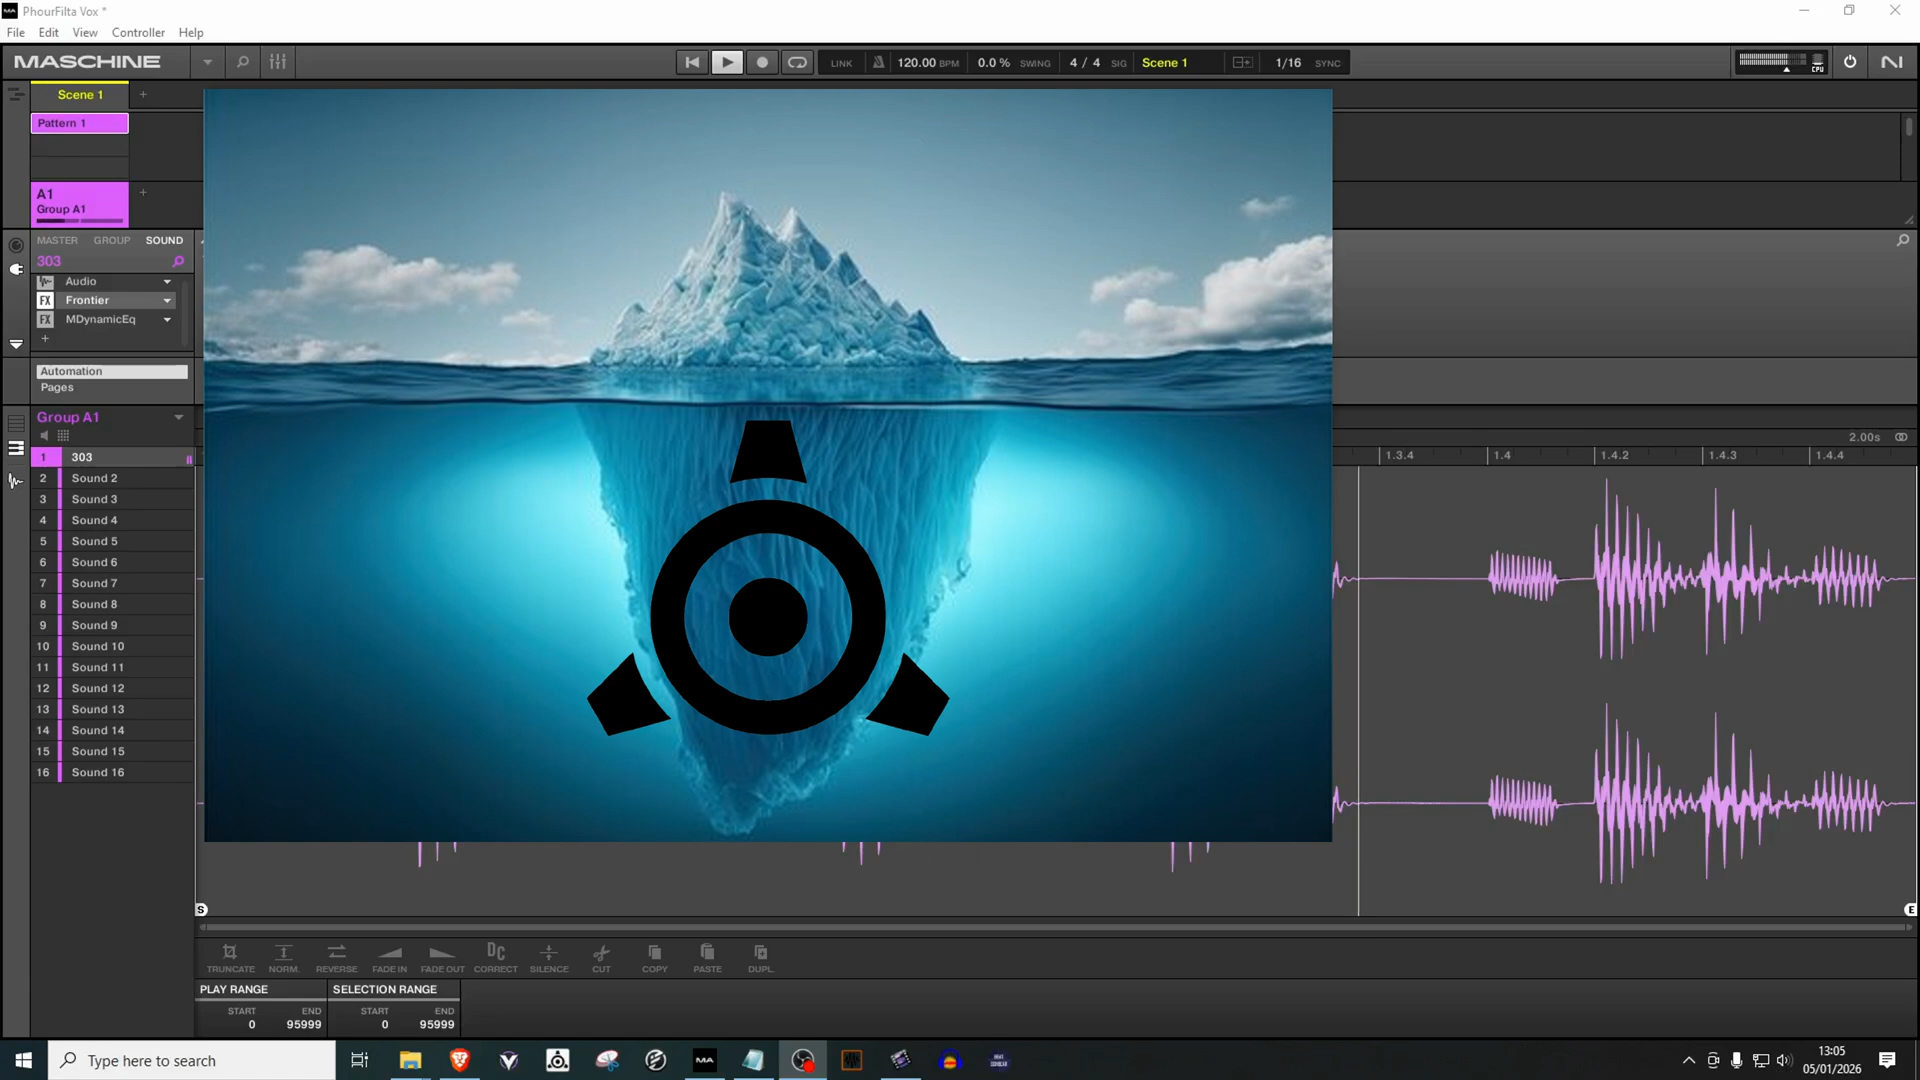 PhourFilta Vox *
File Edit View Controller Help
MASCHINE
LINK 120.00 BPM 0.0 % SWING 4 / 4 SIG Scene 1 1/16 SYNC
CPU
Scene 1 +
Pattern 1
A1 +
Group A1
MASTER GROUP SOUND
303
Audio
FX Frontier
FX MDynamicEq
+
Automation
Pages
Group A1
2.00s
1.3.4 1.4 1.4.2 1.4.3 1.4.4
1 303
2 Sound 2
3 Sound 3
4 Sound 4
5 Sound 5
6 Sound 6
7 Sound 7
8 Sound 8
9 Sound 9
10 Sound 10
11 Sound 11
12 Sound 12
13 Sound 13
14 Sound 14
15 Sound 15
16 Sound 16
S E
DC
TRUNCATE NORM. REVERSE FADE IN FADE OUT CORRECT SILENCE CUT COPY PASTE DUPL.
PLAY RANGE SELECTION RANGE
START END START END
0 95999 0 95999
Type here to search
MA
13:05
05/01/2026